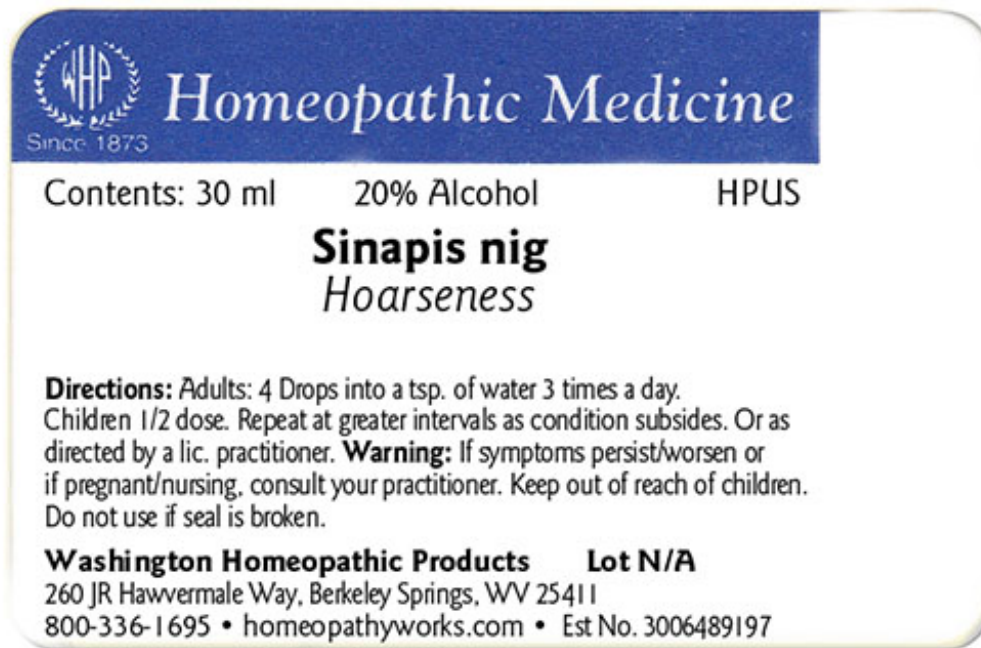 WHP
Since 1873
Homeopathic Medicine
Contents: 30 ml 20% Alcohol HPUS
Sinapis nig
Hoarseness
Directions: Adults: 4 Drops into a tsp. of water 3 times a day.
Children 1/2 dose. Repeat at greater intervals as condition subsides. Or as
directed by a lic. practitioner. Warning: If symptoms persist/worsen or
if pregnant/nursing, consult your practitioner. Keep out of reach of children.
Do not use if seal is broken.
Washington Homeopathic Products Lot N/A
260 JR Hawvermale Way, Berkeley Springs, WV 25411
800-336-1695 • homeopathyworks.com • Est No. 3006489197